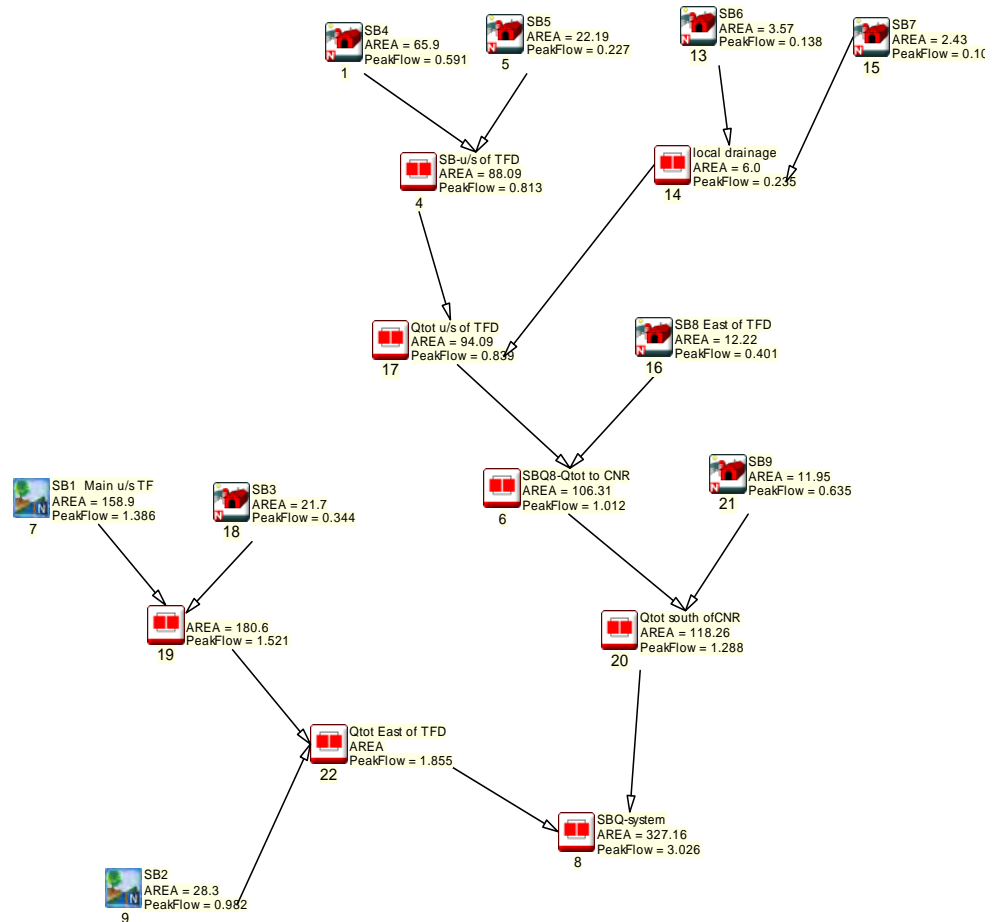 SB4
AREA = 65.9
PeakFlow = 0.591
N
1
SB5
AREA = 22.19
PeakFlow = 0.227
N
5
SB6
AREA = 3.57
PeakFlow = 0.138
N
13
SB7
AREA = 2.43
PeakFlow = 0.10
N
15
SB-u/s of TFD
AREA = 88.09
PeakFlow = 0.813
4
local drainage
AREA = 6.0
PeakFlow = 0.235
14
Qtot u/s of TFD
AREA = 94.09
PeakFlow = 0.839
17
SB8 East of TFD
AREA = 12.22
PeakFlow = 0.401
N
16
SB1 Main u/s TF
AREA = 158.9
PeakFlow = 1.386
N
7
SB3
AREA = 21.7
PeakFlow = 0.344
N
18
SBQ8-Qtot to CNR
AREA = 106.31
PeakFlow = 1.012
6
SB9
AREA = 11.95
PeakFlow = 0.635
N
21
AREA = 180.6
PeakFlow = 1.521
19
Qtot south ofCNR
AREA = 118.26
PeakFlow = 1.288
20
Qtot East of TFD
AREA
PeakFlow = 1.855
22
SBQ-system
AREA = 327.16
PeakFlow = 3.026
8
SB2
AREA = 28.3
PeakFlow = 0.982
N
9